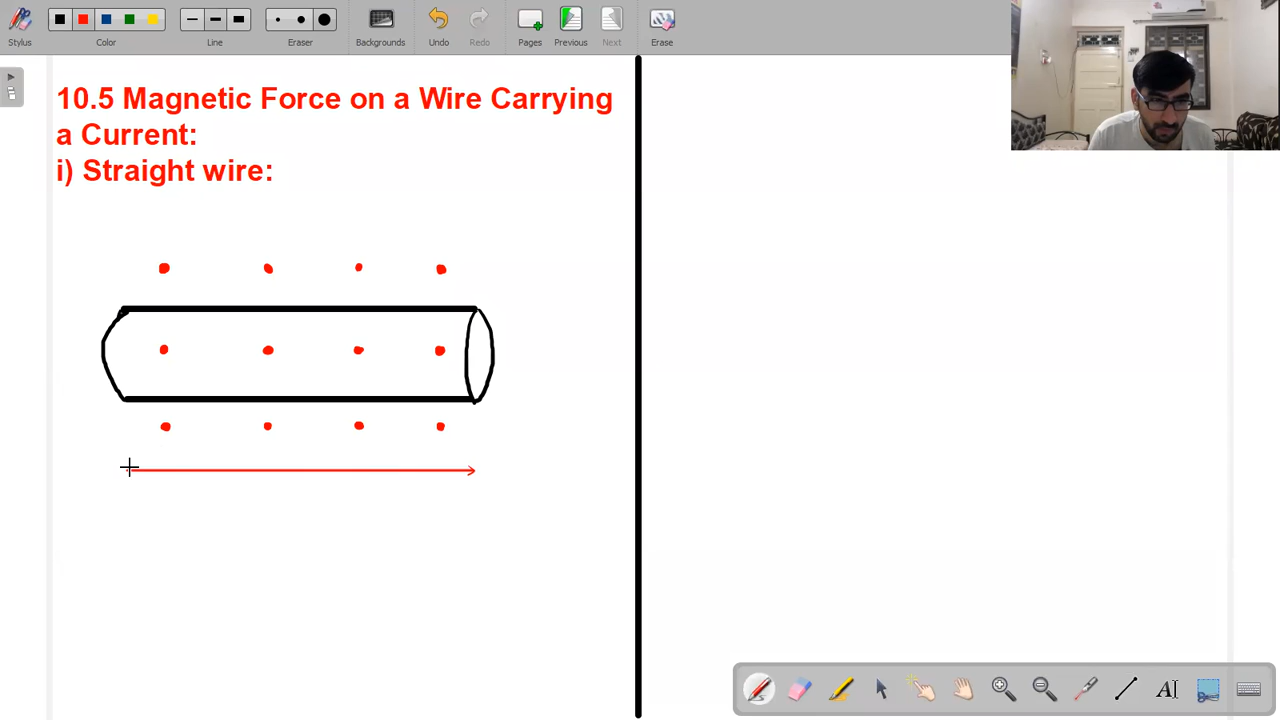 Stylus
Color
Line
Eraser
Backgrounds
Undo
Redo
Pages
Previous
Next
Erase
10.5 Magnetic Force on a Wire Carrying
a Current:
i) Straight wire:
AI